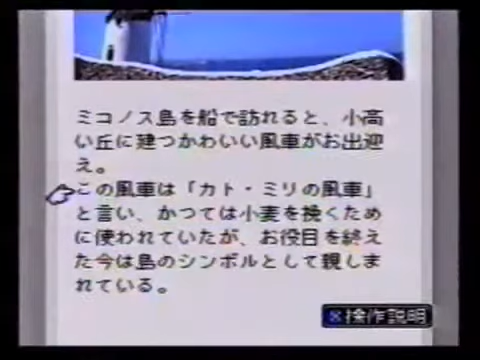 ミコノス島を船で訪れると、小高
い丘に建つかわいい風車がお出迎
え。
この風車は「カト・ミリの風車」
と言い、かつては小麦を挽くため
に使われていたが、お役目を終え
た今は島のシンボルとして親しま
れている。
※操作説明